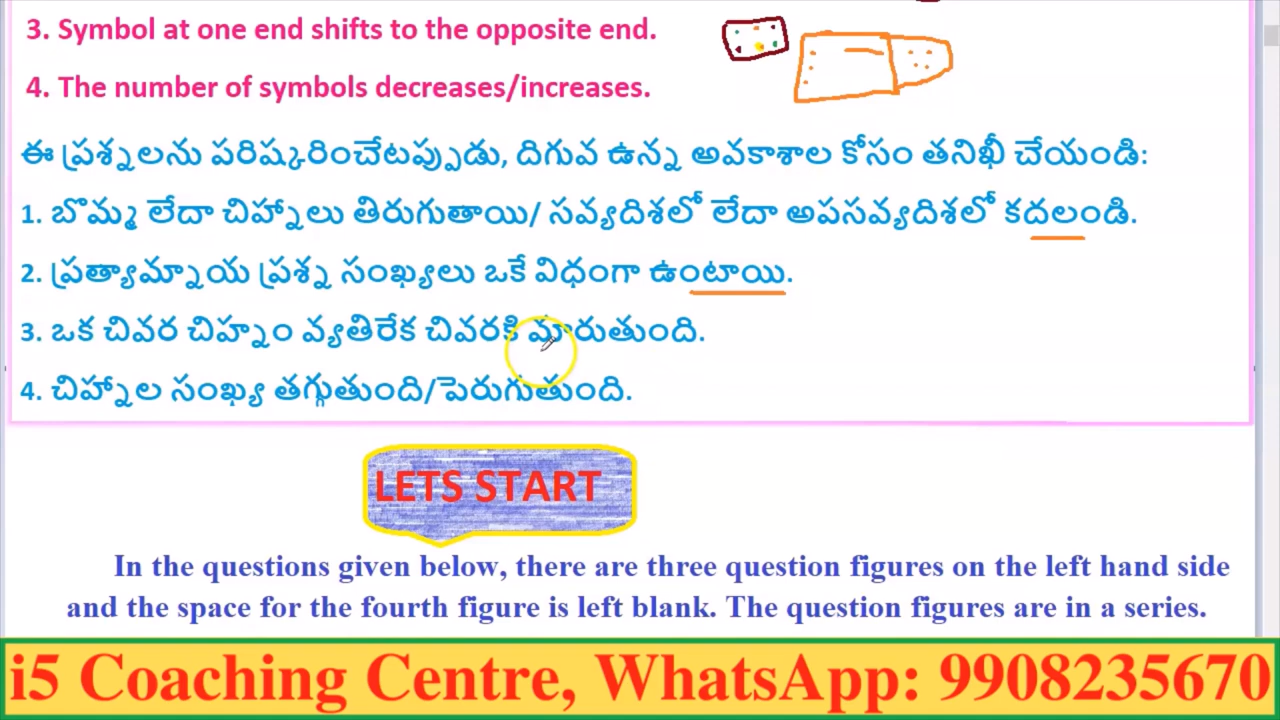 3. Symbol at one end shifts to the opposite end.
4. The number of symbols decreases/increases.
ఈ ప్రశ్నలను పరిష్కరించేటప్పుడు, దిగువ ఉన్న అవకాశాల కోసం తనిఖీ చేయండి:
1. బొమ్మ లేదా చిహ్నాలు తిరుగుతాయి/ సవ్యదిశలో లేదా అపసవ్యదిశలో కదలండి.
2. ప్రత్యామ్నాయ ప్రశ్న సంఖ్యలు ఒకే విధంగా ఉంటాయి.
3. ఒక చివర చిహ్నం వ్యతిరేక చివరకి మారుతుంది.
4. చిహ్నాల సంఖ్య తగ్గుతుంది/పెరుగుతుంది.
LETS START
In the questions given below, there are three question figures on the left hand side
and the space for the fourth figure is left blank. The question figures are in a series.
i5 Coaching Centre, WhatsApp: 9908235670